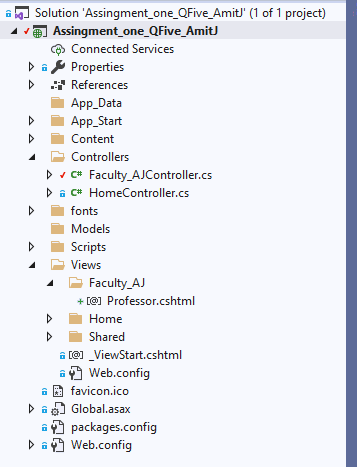 Solution 'Assingment_one_QFive_AmitJ' (1 of 1 project)
Assingment_one_QFive_AmitJ
Connected Services
Properties
References
App_Data
App_Start
Content
Controllers
C# Faculty_AJController.cs
C# HomeController.cs
fonts
Models
Scripts
Views
Faculty_AJ
[@] Professor.cshtml
Home
Shared
[@] _ViewStart.cshtml
Web.config
favicon.ico
Global.asax
packages.config
Web.config